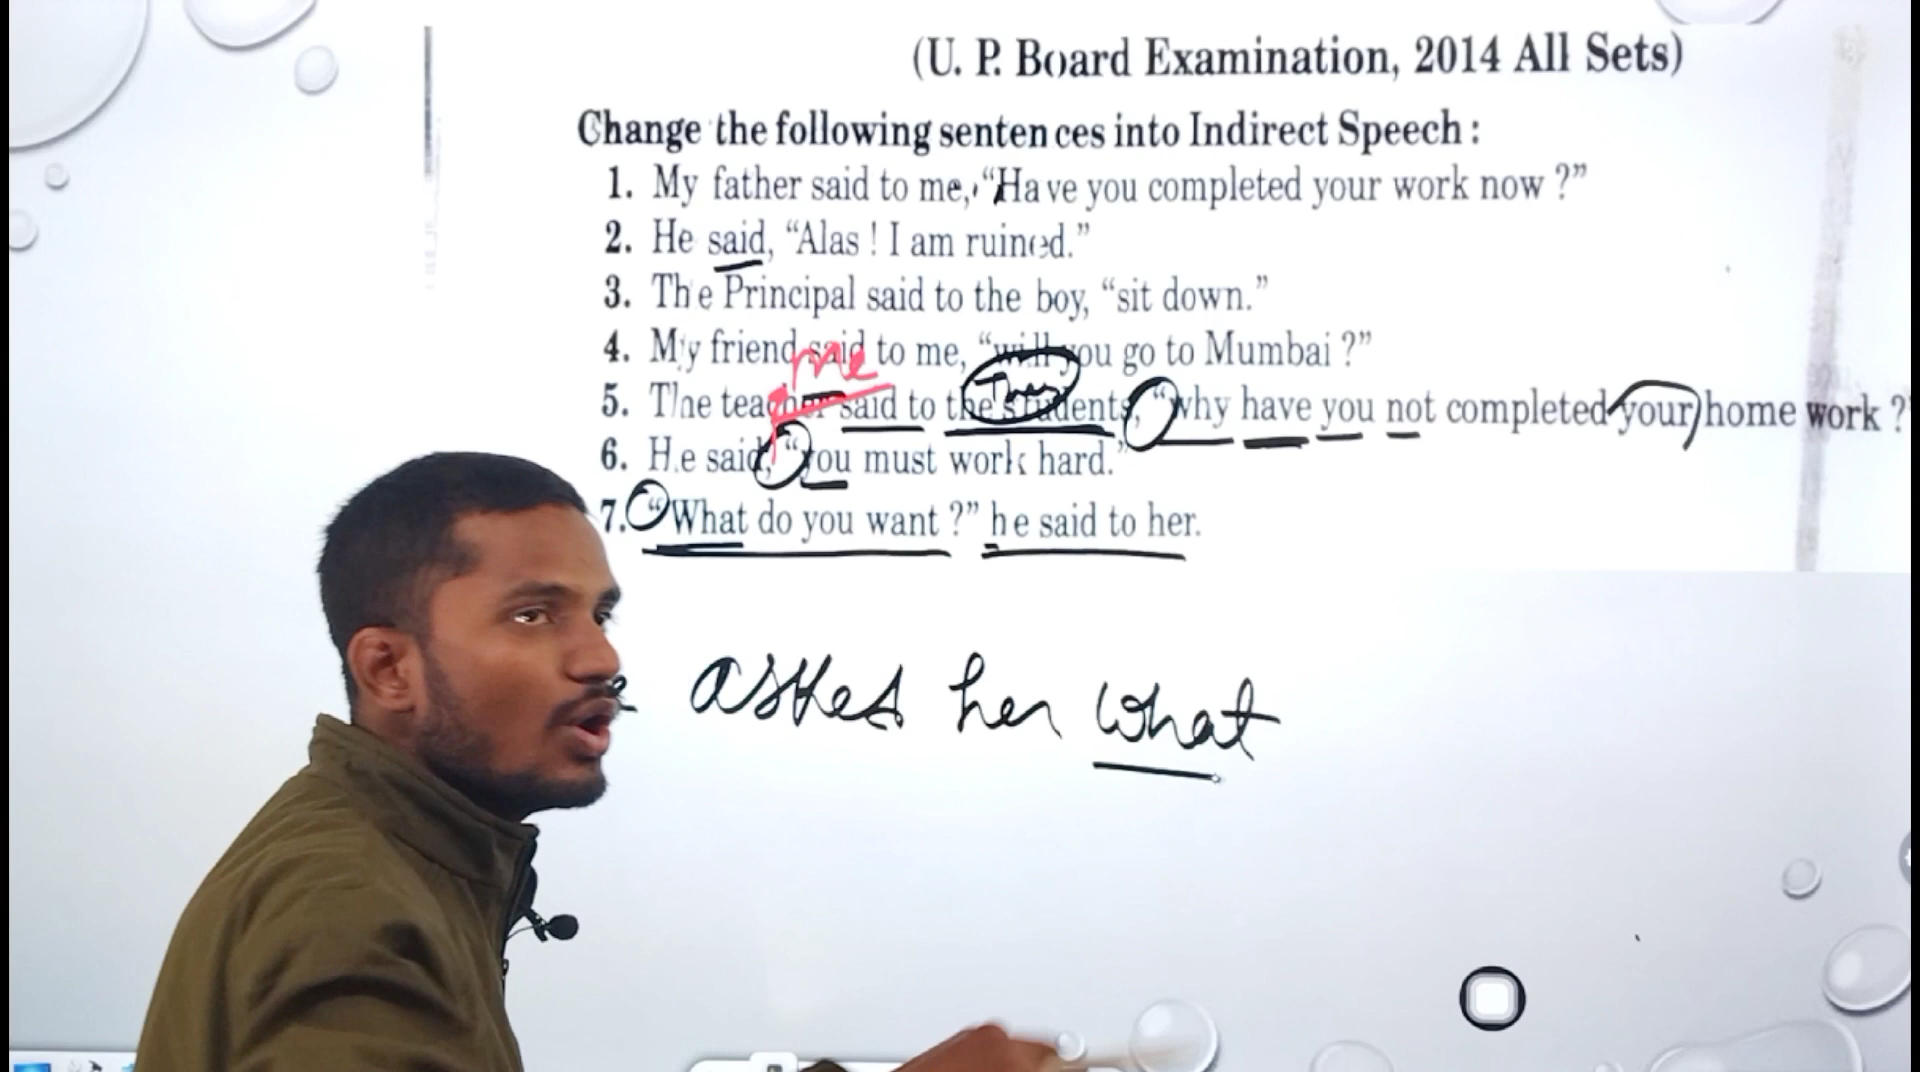 (U. P. Board Examination, 2014 All Sets)
Change the following sentences into Indirect Speech :
1. My father said to me, “Have you completed your work now ?”
2. He said, “Alas ! I am ruined.”
3. The Principal said to the boy, “sit down.”
4. My friend said to me, “will you go to Mumbai ?”
me
5. The teacher said to the students, “why have you not completed your home work ?”
6. He said, “you must work hard.”
7. “What do you want ?” he said to her.
asked her what